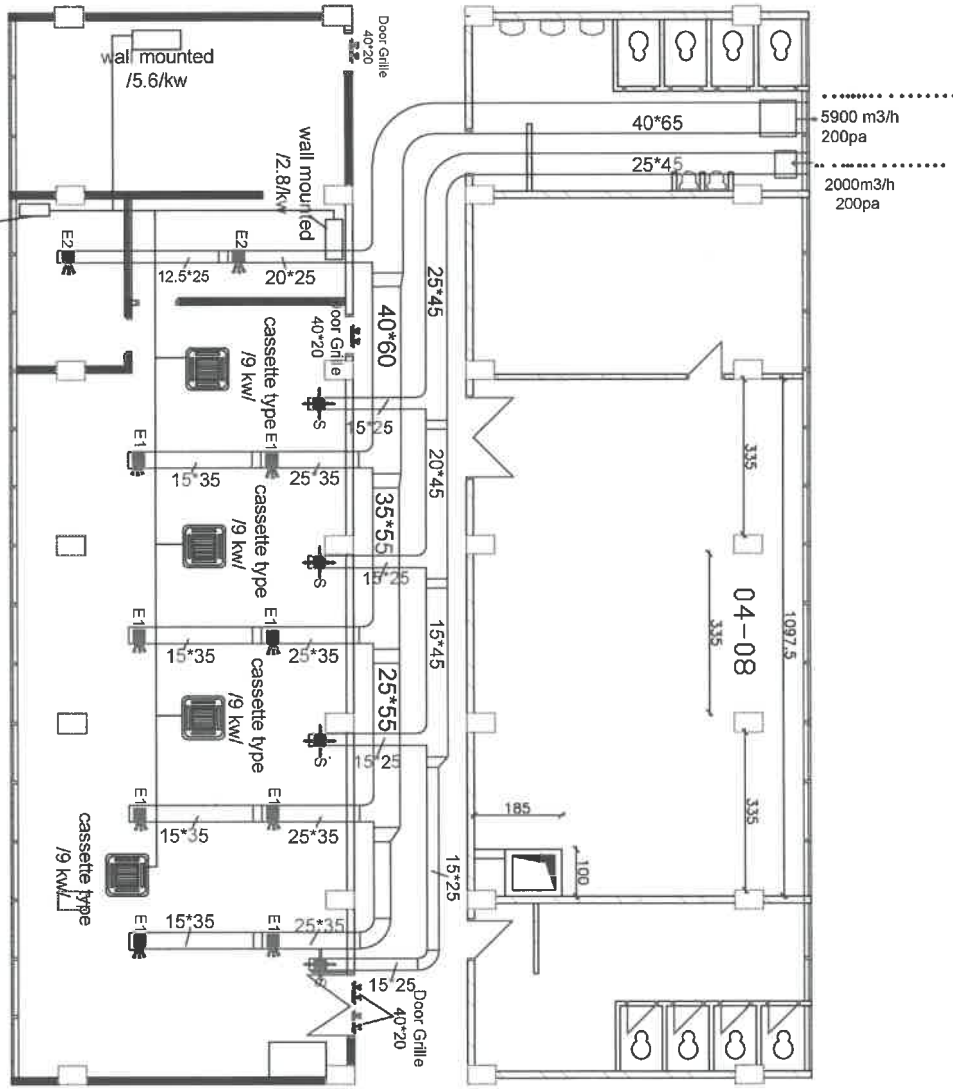 wall mounted
/5.6/kw
Door Grille
40*20
wall mounted
/2.8/kw
40*65
25*45
5900 m3/h
200pa
2000m3/h
200pa
E2
12.5*25
E2
20*25
25*45
40*60
Door Grille
40*20
cassette type
/9 kw/
S
15*25
E1
15*35
E1
25*35
20*45
35*55
cassette type
/9 kw/
S
15*25
335
335
335
04-08
1097.5
E1
15*35
E1
25*35
15*45
25*55
cassette type
/9 kw/
S
15*25
185
100
E1
15*35
E1
25*35
cassette type
/9 kw/
15*25
E1
15*35
E1
25*35
S
15*25
Door Grille
40*20